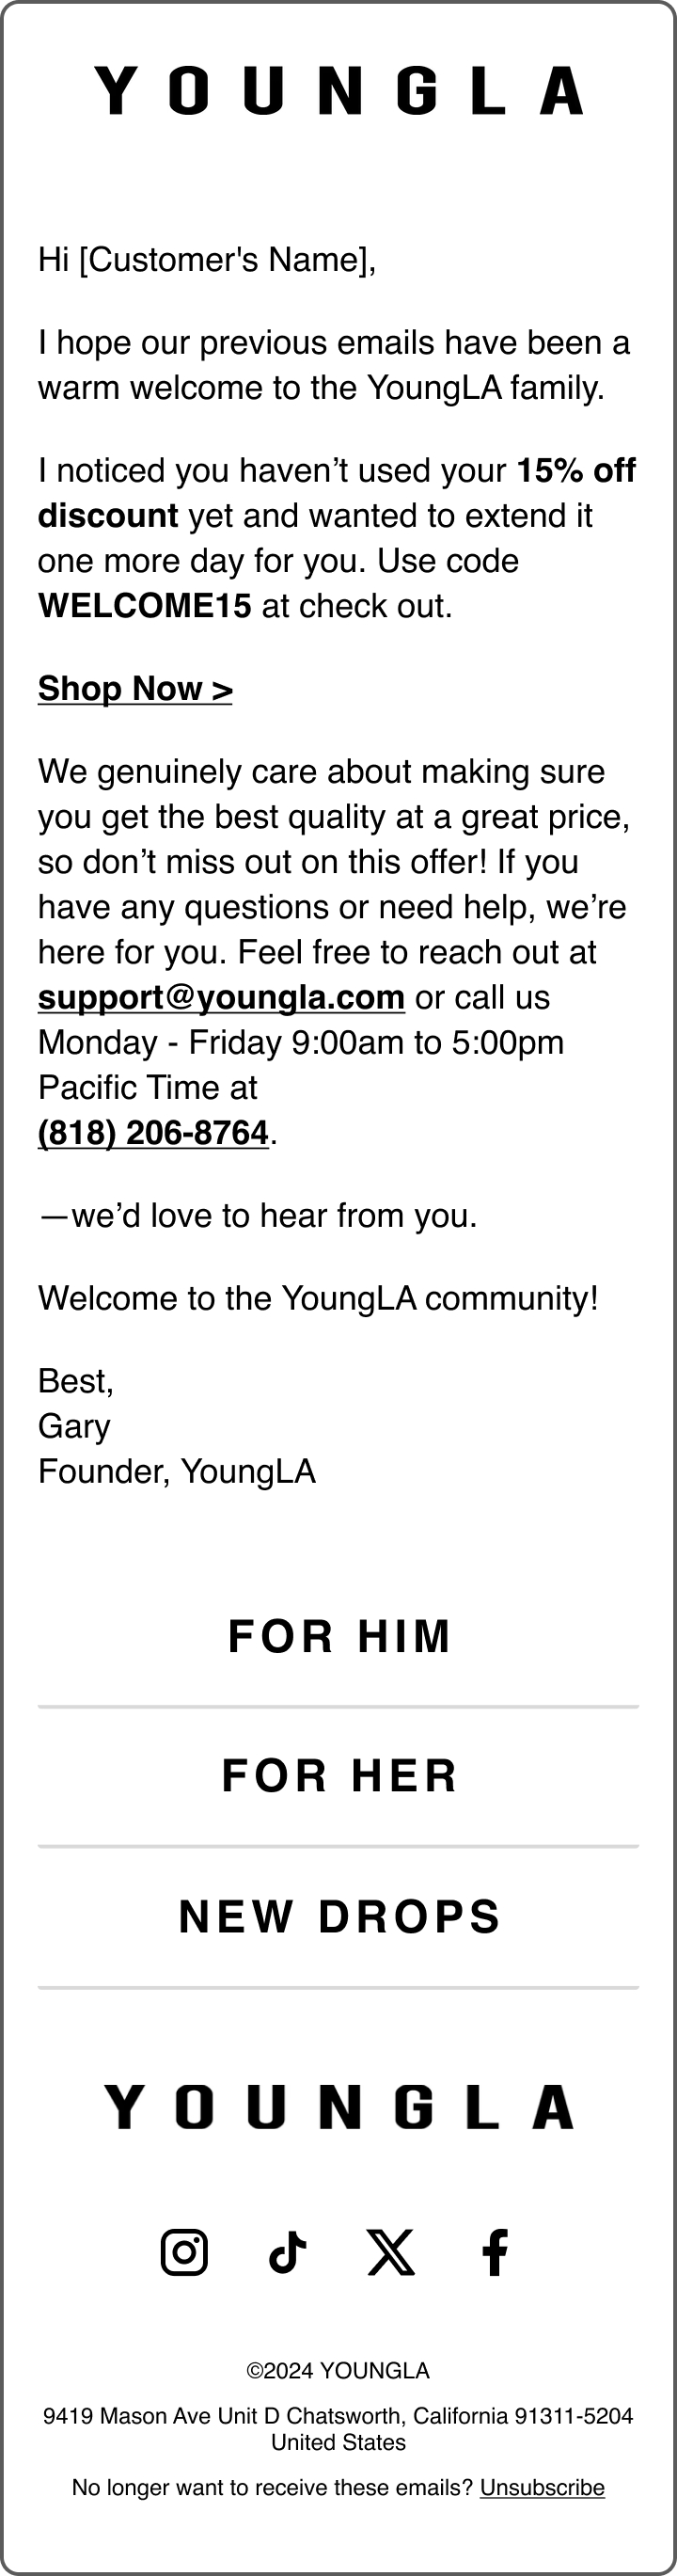 YOUNGLA
Hi [Customer's Name],
I hope our previous emails have been a
warm welcome to the YoungLA family.
I noticed you haven’t used your 15% off
discount yet and wanted to extend it
one more day for you. Use code
WELCOME15 at check out.
Shop Now >
We genuinely care about making sure
you get the best quality at a great price,
so don’t miss out on this offer! If you
have any questions or need help, we’re
here for you. Feel free to reach out at
support@youngla.com or call us
Monday - Friday 9:00am to 5:00pm
Pacific Time at
(818) 206-8764.
—we’d love to hear from you.
Welcome to the YoungLA community!
Best,
Gary
Founder, YoungLA
FOR HIM
FOR HER
NEW DROPS
YOUNGLA
©2024 YOUNGLA
9419 Mason Ave Unit D Chatsworth, California 91311-5204
United States
No longer want to receive these emails? Unsubscribe